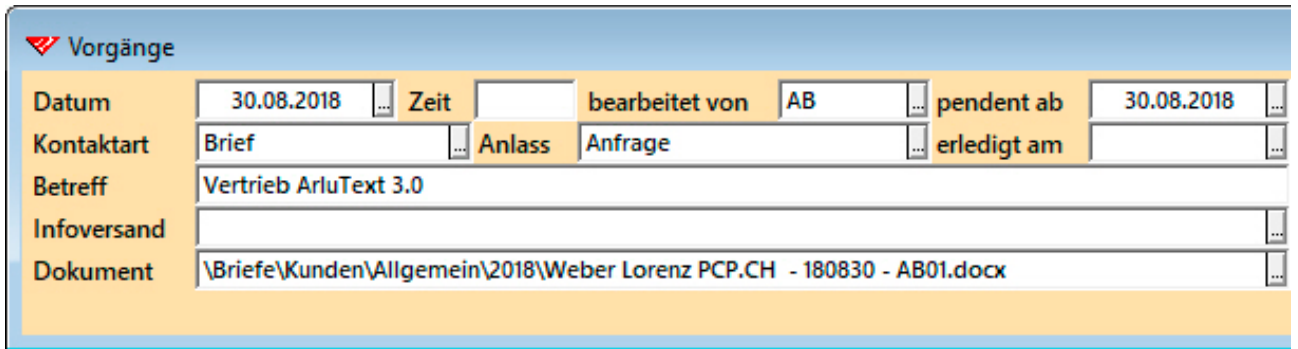 Vorgänge
Datum 30.08.2018 ... Zeit bearbeitet von AB ... pendent ab 30.08.2018 ...
Kontaktart Brief ... Anlass Anfrage ... erledigt am ...
Betreff Vertrieb ArluText 3.0
Infoversand ...
Dokument \Briefe\Kunden\Allgemein\2018\Weber Lorenz PCP.CH - 180830 - AB01.docx ...